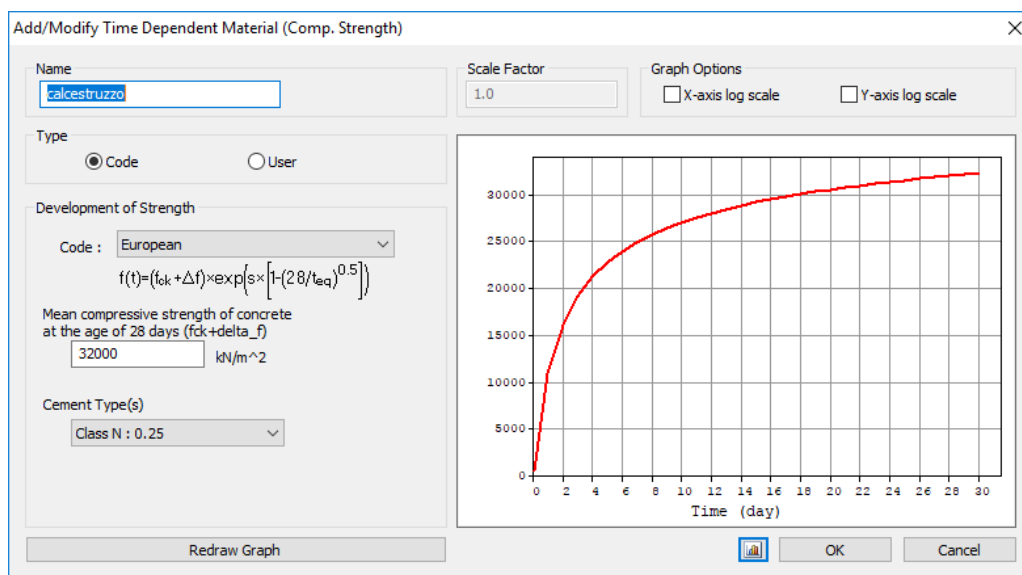 Add/Modify Time Dependent Material (Comp. Strength)
Name
calcestruzzo
Scale Factor
1.0
Graph Options
X-axis log scale
Y-axis log scale
Type
Code
User
Development of Strength
Code :
European
f(t)=(fck+Δf)×exp(s×[1-(28/teq)^0.5])
Mean compressive strength of concrete
at the age of 28 days (fck+delta_f)
32000
kN/m^2
Cement Type(s)
Class N : 0.25
30000
25000
20000
15000
10000
5000
0
0 2 4 6 8 10 12 14 16 18 20 22 24 26 28 30
Time (day)
Redraw Graph
OK
Cancel